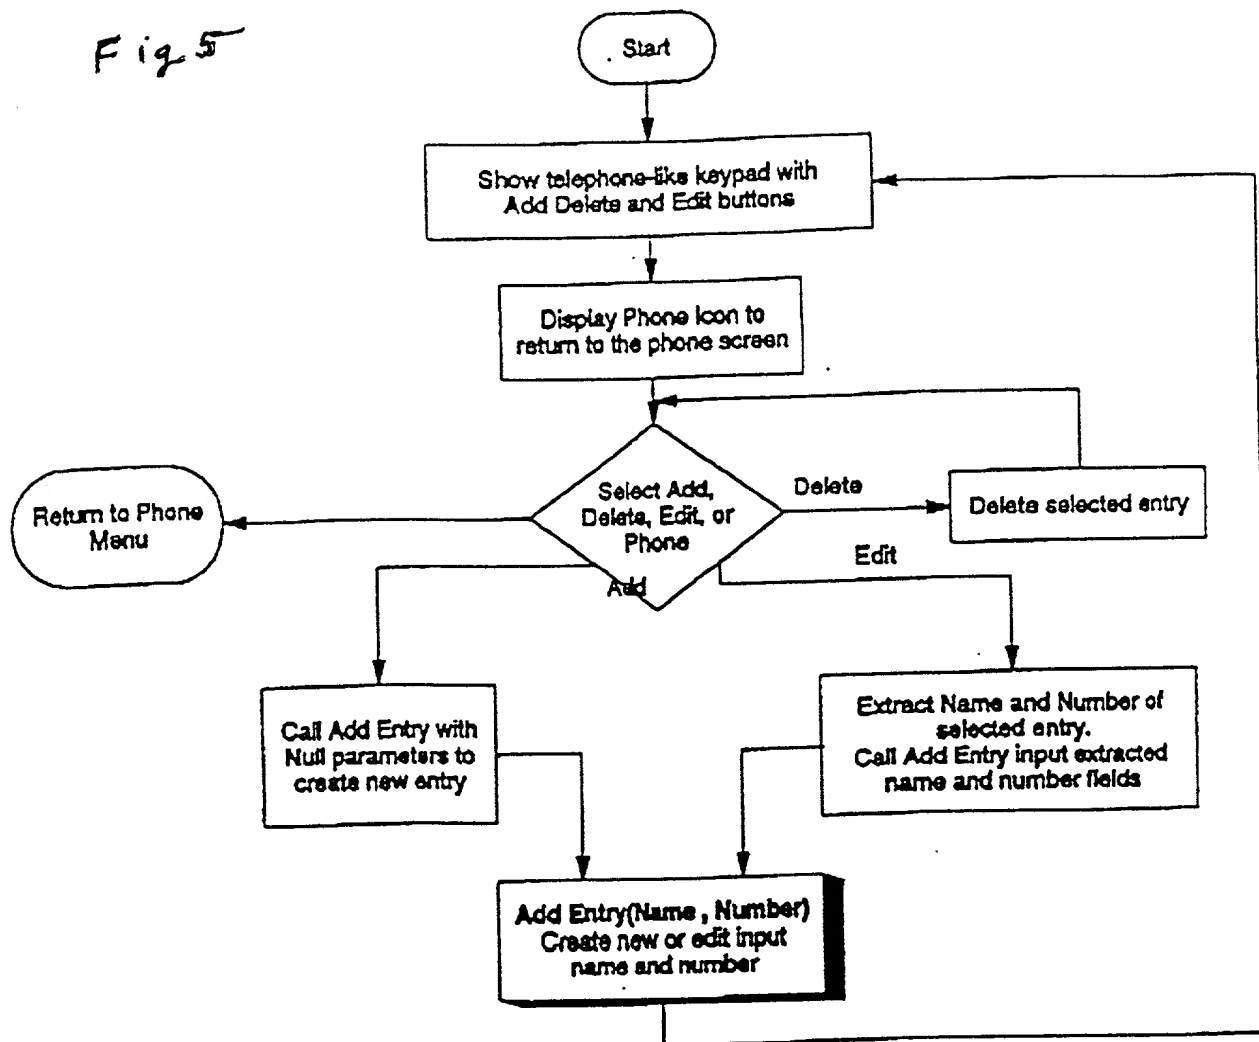 Fig 5
Start
Show telephone-like keypad with
Add Delete and Edit buttons
Display Phone Icon to
return to the phone screen
Select Add,
Delete, Edit, or
Phone
Delete
Delete selected entry
Return to Phone
Menu
Edit
Add
Call Add Entry with
Null parameters to
create new entry
Extract Name and Number of
selected entry.
Call Add Entry input extracted
name and number fields
Add Entry(Name , Number)
Create new or edit input
name and number